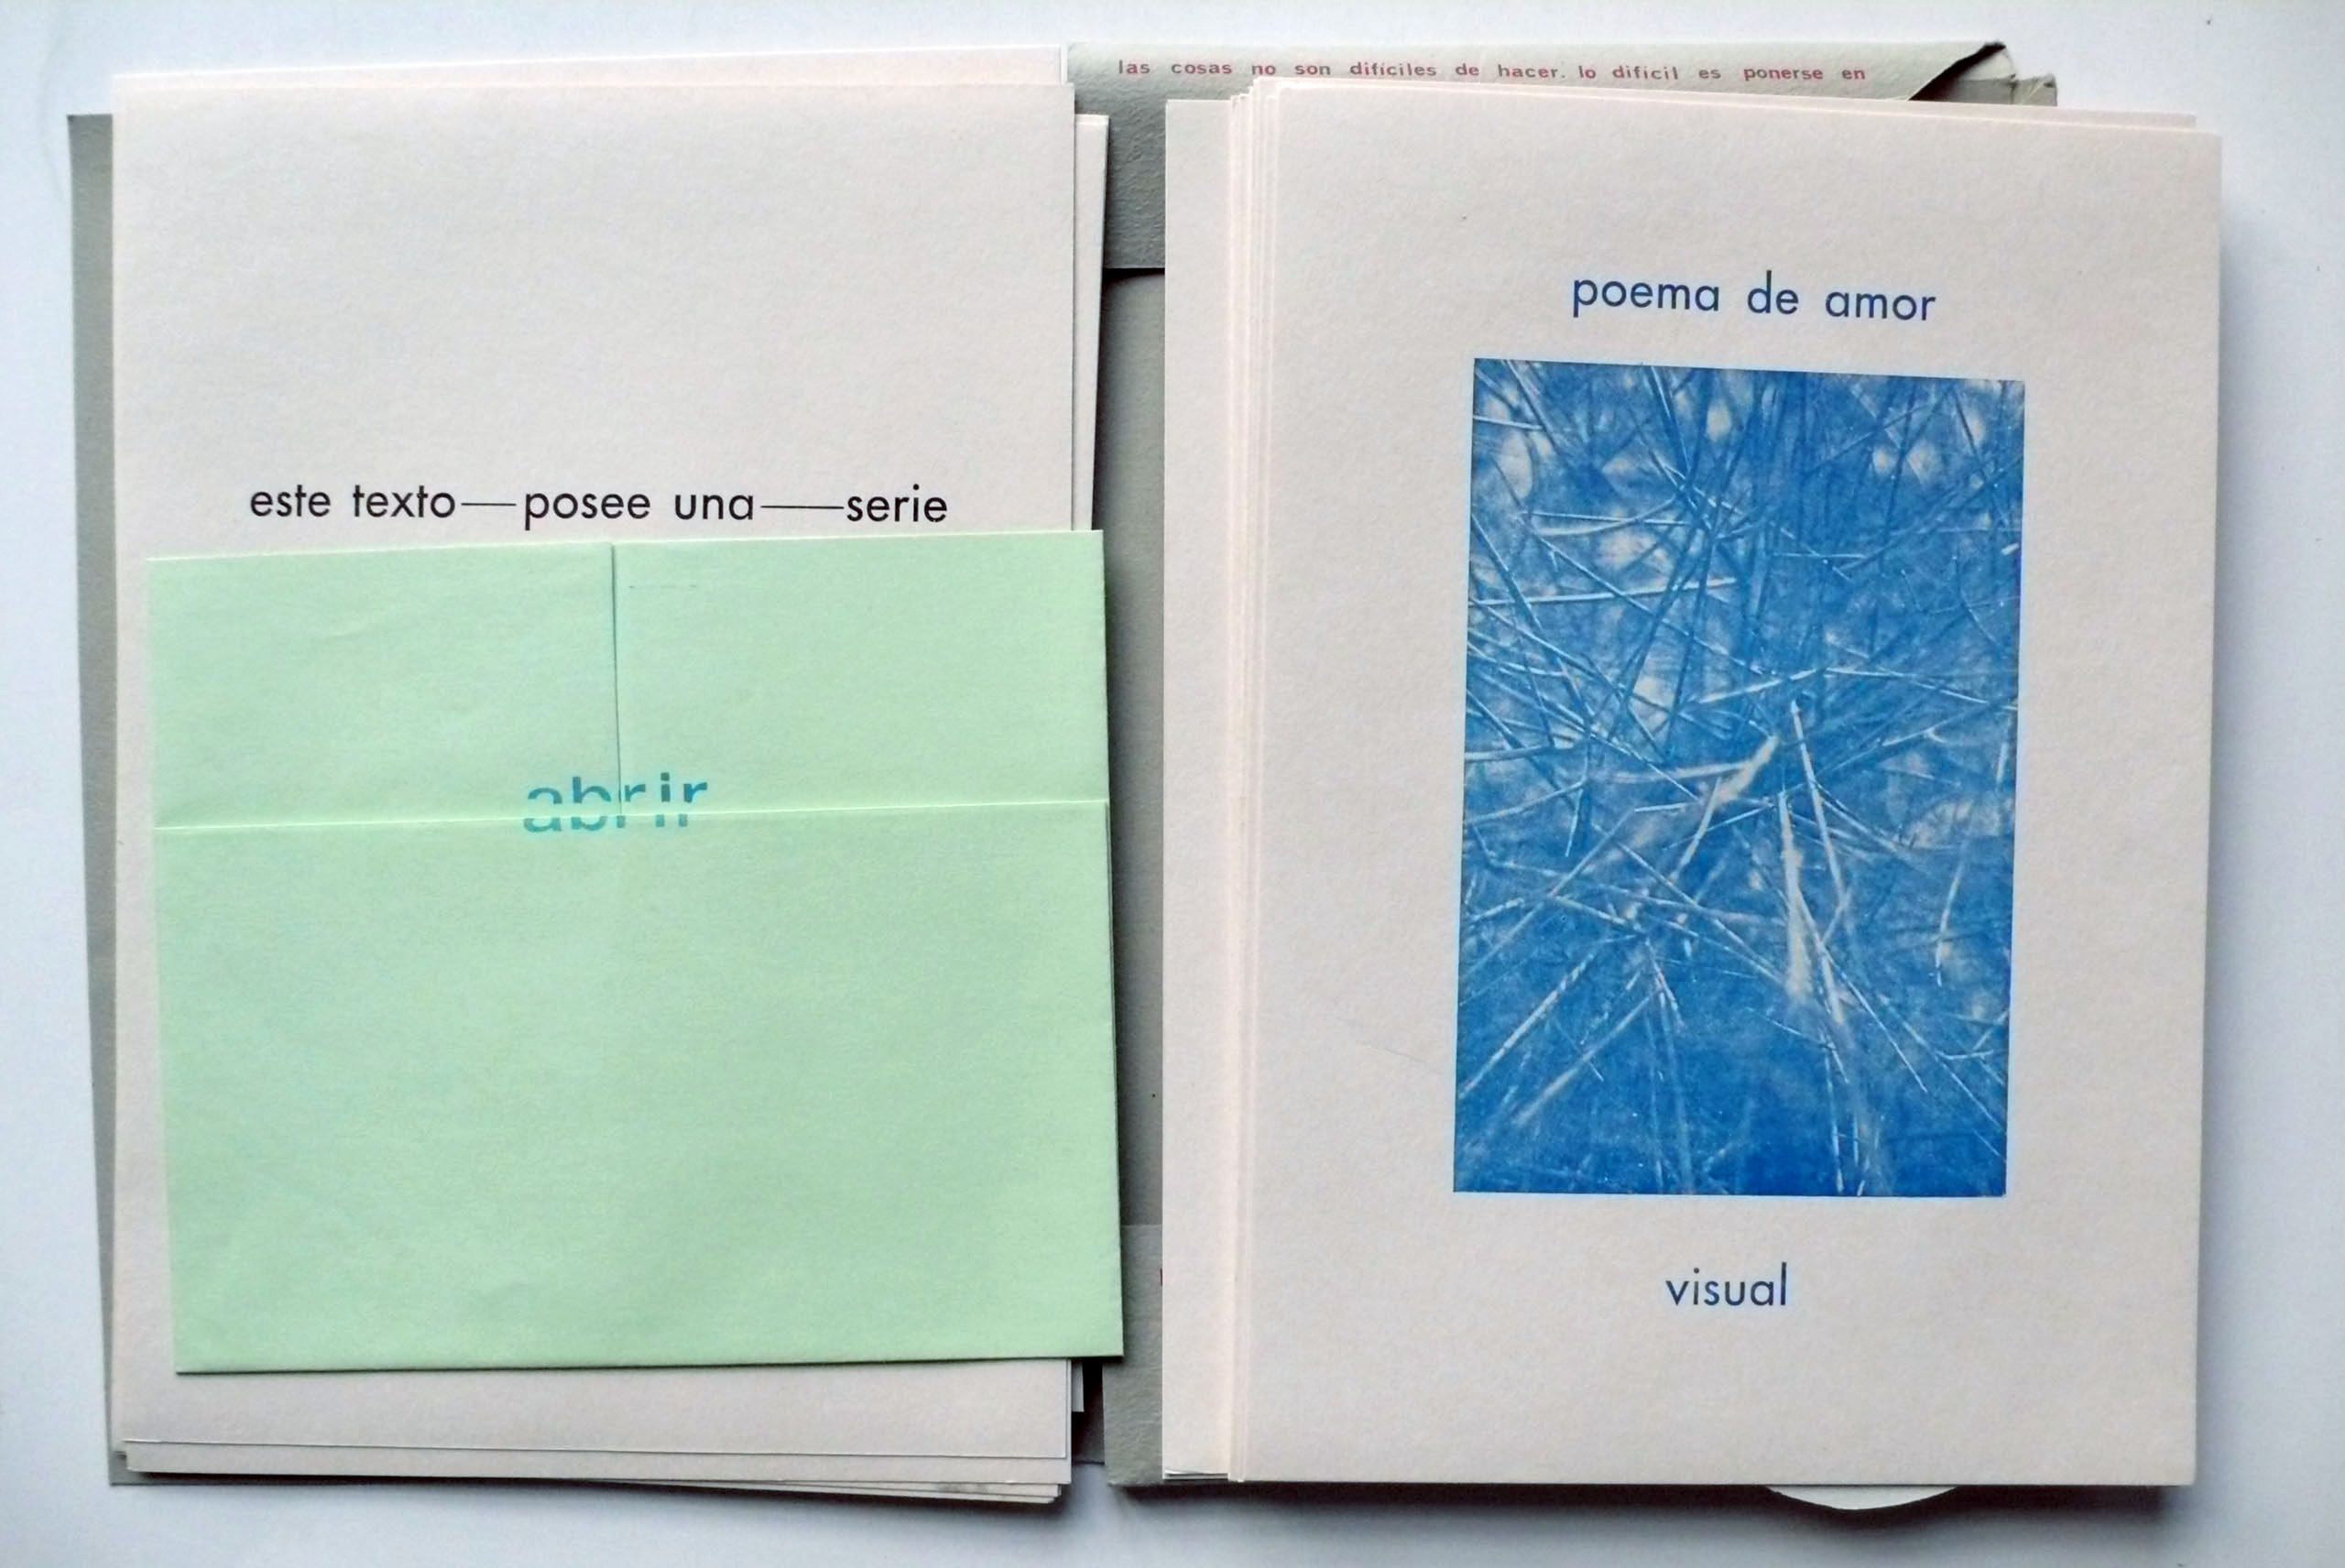 las cosas no son difíciles de hacer. lo difícil es ponerse en
este texto——posee una——serie
abrir
poema de amor
visual